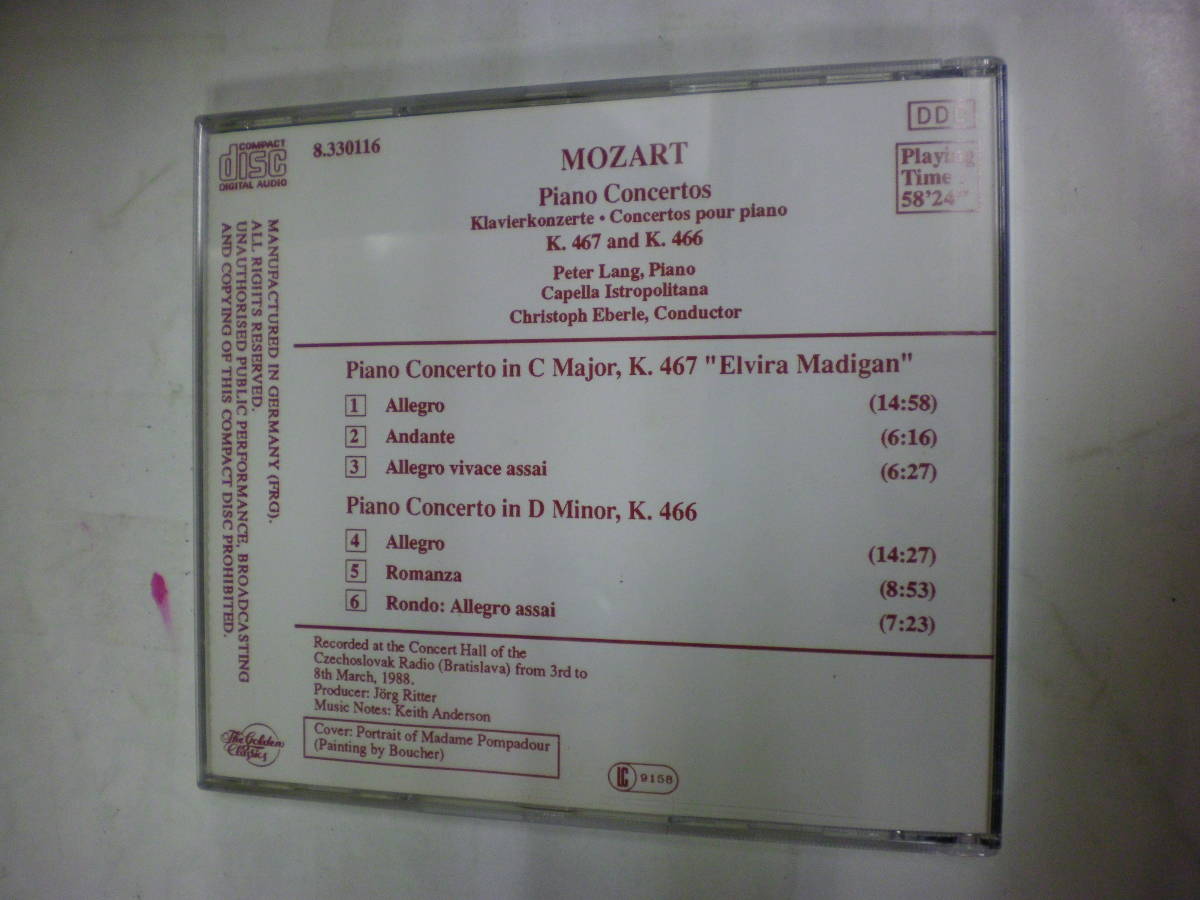 COMPACT
disc
DIGITAL AUDIO
8.330116
DDD
Playing
Time
58'24"
MOZART
Piano Concertos
Klavierkonzerte • Concertos pour piano
K. 467 and K. 466
Peter Lang, Piano
Capella Istropolitana
Christoph Eberle, Conductor
Piano Concerto in C Major, K. 467 "Elvira Madigan"
1 Allegro (14:58)
2 Andante (6:16)
3 Allegro vivace assai (6:27)
Piano Concerto in D Minor, K. 466
4 Allegro (14:27)
5 Romanza (8:53)
6 Rondo: Allegro assai (7:23)
Recorded at the Concert Hall of the
Czechoslovak Radio (Bratislava) from 3rd to
8th March, 1988.
Producer: Jörg Ritter
Music Notes: Keith Anderson
Cover: Portrait of Madame Pompadour
(Painting by Boucher)
LC 9158
MANUFACTURED IN GERMANY (FRG).
ALL RIGHTS RESERVED.
UNAUTHORISED PUBLIC PERFORMANCE, BROADCASTING
AND COPYING OF THIS COMPACT DISC PROHIBITED.
The Golden
Classics